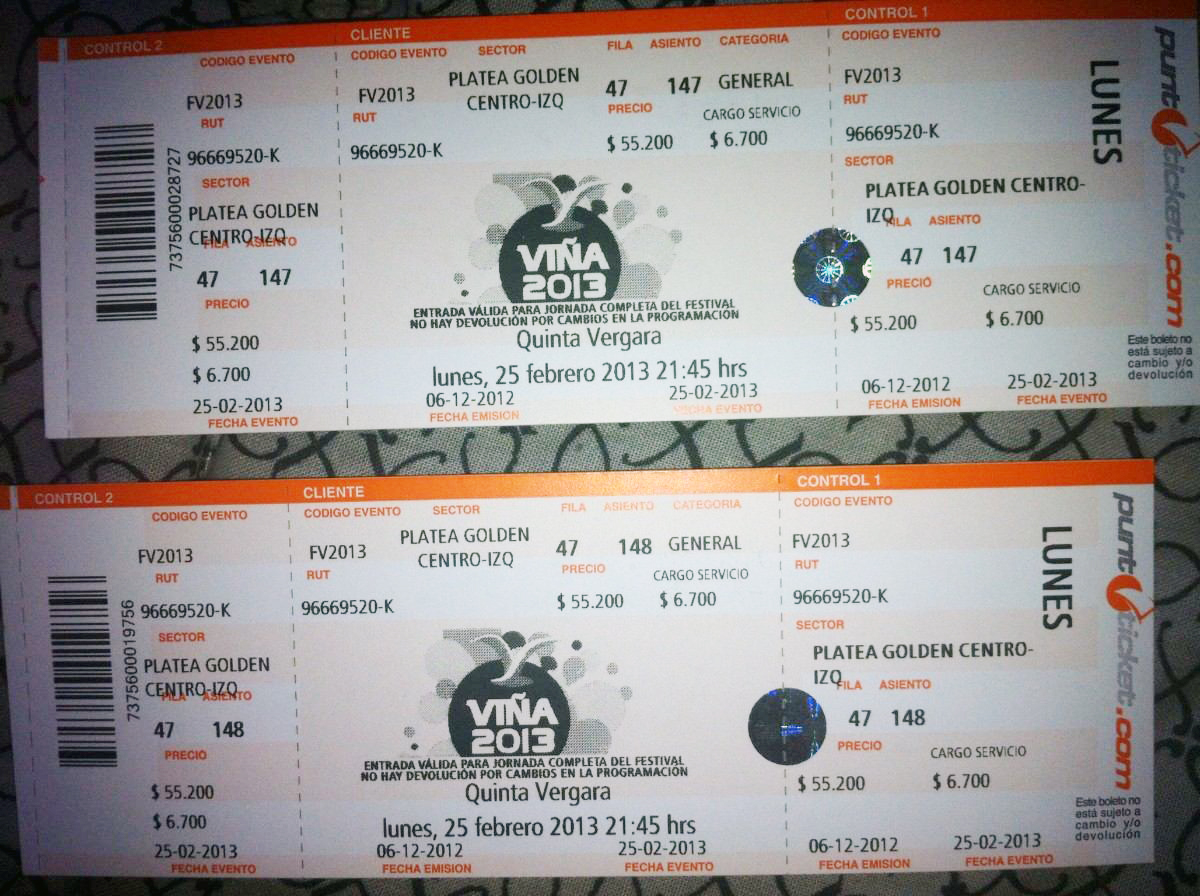 CONTROL 2
CODIGO EVENTO
FV2013
RUT
96669520-K
SECTOR
PLATEA GOLDEN
CENTRO-IZQ
FILA ASIENTO
47 147
PRECIO
$ 55.200
$ 6.700
25-02-2013
FECHA EVENTO
7375600028727
CLIENTE
CODIGO EVENTO SECTOR FILA ASIENTO CATEGORIA
FV2013 PLATEA GOLDEN 47 147 GENERAL
CENTRO-IZQ
RUT PRECIO CARGO SERVICIO
96669520-K $ 55.200 $ 6.700
VIÑA
2013
ENTRADA VÁLIDA PARA JORNADA COMPLETA DEL FESTIVAL
NO HAY DEVOLUCIÓN POR CAMBIOS EN LA PROGRAMACIÓN
Quinta Vergara
lunes, 25 febrero 2013 21:45 hrs
06-12-2012 25-02-2013
FECHA EMISION FECHA EVENTO
CONTROL 1
CODIGO EVENTO
FV2013
RUT
96669520-K
SECTOR
PLATEA GOLDEN CENTRO-
IZQ
FILA ASIENTO
47 147
PRECIO CARGO SERVICIO
$ 55.200 $ 6.700
06-12-2012 25-02-2013
FECHA EMISION FECHA EVENTO
LUNES
puntoticket.com
Este boleto no
está sujeto a
cambio y/o
devolución
CONTROL 2
CODIGO EVENTO
FV2013
RUT
96669520-K
SECTOR
PLATEA GOLDEN
CENTRO-IZQ
FILA ASIENTO
47 148
PRECIO
$ 55.200
$ 6.700
25-02-2013
FECHA EVENTO
7375600019756
CLIENTE
CODIGO EVENTO SECTOR FILA ASIENTO CATEGORIA
FV2013 PLATEA GOLDEN 47 148 GENERAL
CENTRO-IZQ
RUT PRECIO CARGO SERVICIO
96669520-K $ 55.200 $ 6.700
VIÑA
2013
ENTRADA VÁLIDA PARA JORNADA COMPLETA DEL FESTIVAL
NO HAY DEVOLUCIÓN POR CAMBIOS EN LA PROGRAMACIÓN
Quinta Vergara
lunes, 25 febrero 2013 21:45 hrs
06-12-2012 25-02-2013
FECHA EMISION FECHA EVENTO
CONTROL 1
CODIGO EVENTO
FV2013
RUT
96669520-K
SECTOR
PLATEA GOLDEN CENTRO-
IZQ
FILA ASIENTO
47 148
PRECIO CARGO SERVICIO
$ 55.200 $ 6.700
06-12-2012 25-02-2013
FECHA EMISION FECHA EVENTO
LUNES
puntoticket.com
Este boleto no
está sujeto a
cambio y/o
devolución